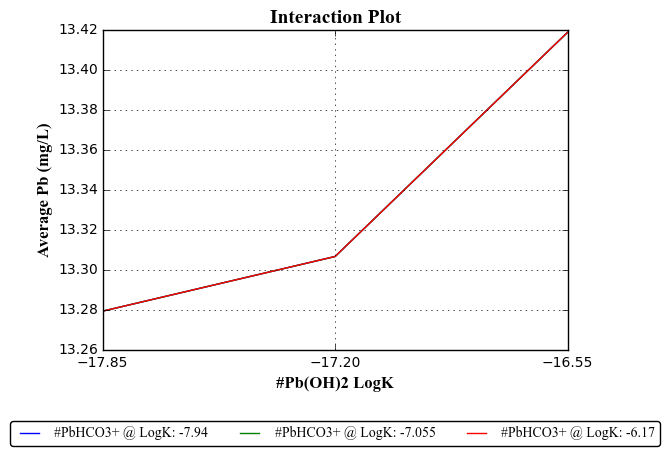 Interaction Plot
13.42
13.40
13.38
13.36
13.34
13.32
13.30
13.28
13.26
Average Pb (mg/L)
−17.85 −17.20 −16.55
#Pb(OH)2 LogK
#PbHCO3+ @ LogK: -7.94 #PbHCO3+ @ LogK: -7.055 #PbHCO3+ @ LogK: -6.17